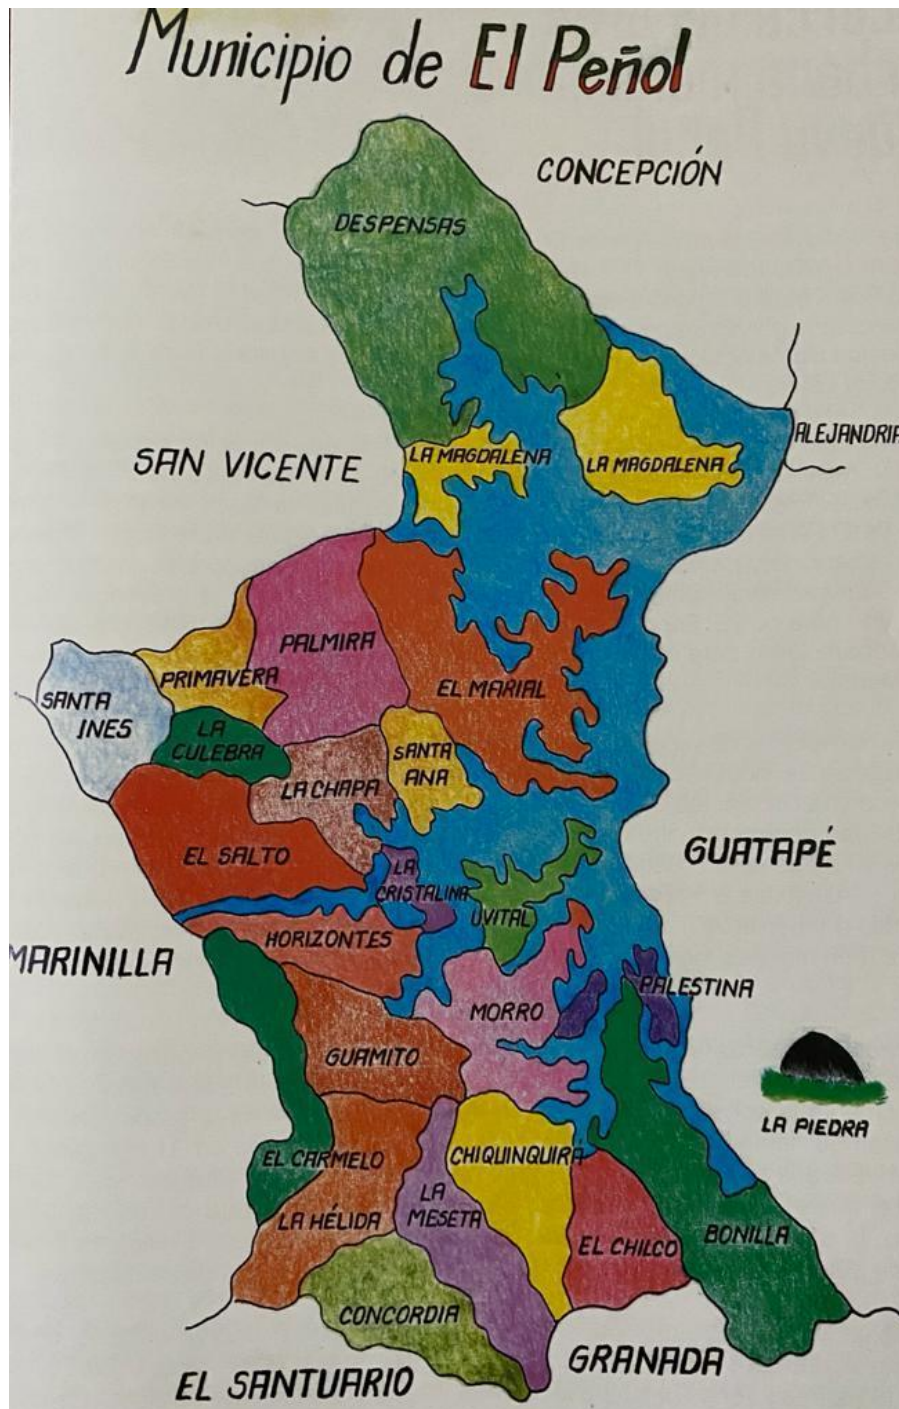 Municipio de El Peñol
CONCEPCIÓN
DESPENSAS
ALEJANDRIA
SAN VICENTE
LA MAGDALENA
LA MAGDALENA
PALMIRA
PRIMAVERA
EL MARIAL
SANTA
INES
LA
CULEBRA
SANTA
ANA
LA CHAPA
EL SALTO
GUATAPÉ
LA
CRISTALINA
UVITAL
HORIZONTES
MARINILLA
PALESTINA
MORRO
GUAMITO
LA PIEDRA
EL CARMELO
CHIQUINQUIRÁ
LA
MESETA
LA HÉLIDA
BONILLA
EL CHILCO
CONCORDIA
GRANADA
EL SANTUARIO